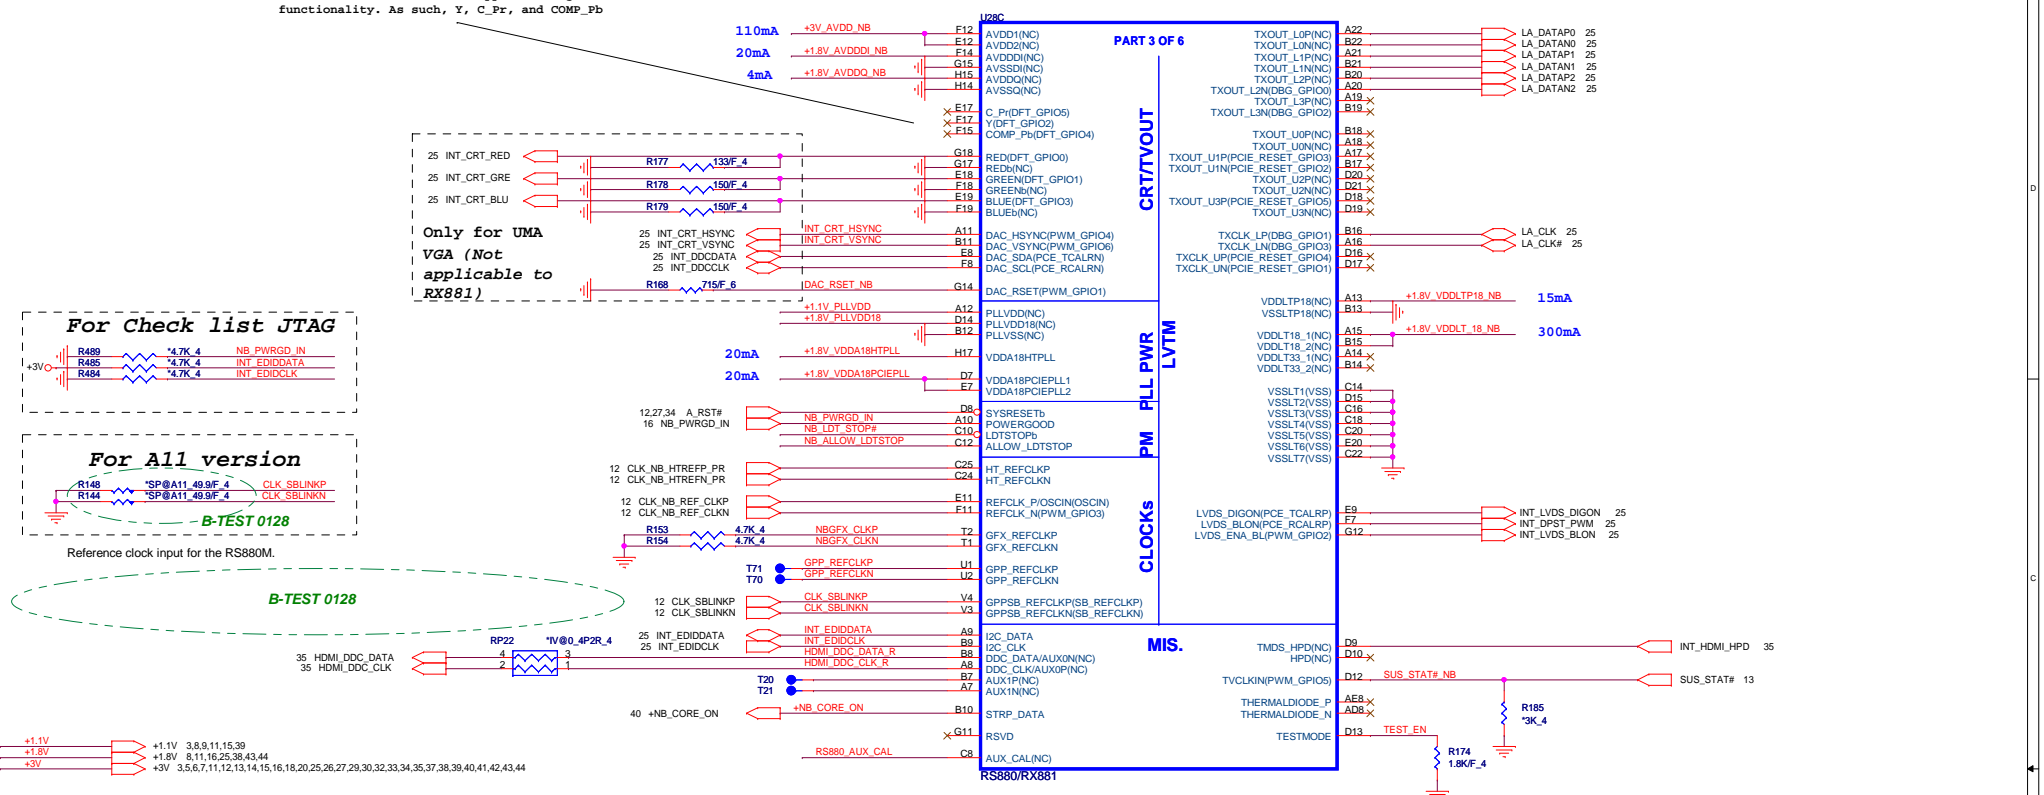 functionality. As such, Y, C_Pr, and COMP_Pb
U28C
PART 3 OF 6
CRT/TVOUT
LVTM
PLL PWR
PM
CLOCKs
MIS.
RS880/RX881
110mA +3V_AVDD_NB F12 AVDD1(NC)
E12 AVDD2(NC)
20mA +1.8V_AVDDDI_NB F14 AVDDDI(NC)
G15 AVSSDI(NC)
4mA +1.8V_AVDDQ_NB H15 AVDDQ(NC)
H14 AVSSQ(NC)
E17 C_Pr(DFT_GPIO5)
F17 Y(DFT_GPIO2)
F15 COMP_Pb(DFT_GPIO4)
25 INT_CRT_RED G18 RED(DFT_GPIO0)
R177 133/F_4 G17 REDb(NC)
25 INT_CRT_GRE E18 GREEN(DFT_GPIO1)
R178 150/F_4 F18 GREENb(NC)
25 INT_CRT_BLU E19 BLUE(DFT_GPIO3)
R179 150/F_4 F19 BLUEb(NC)
Only for UMA
VGA (Not
applicable to
RX881)
25 INT_CRT_HSYNC INT_CRT_HSYNC A11 DAC_HSYNC(PWM_GPIO4)
25 INT_CRT_VSYNC INT_CRT_VSYNC B11 DAC_VSYNC(PWM_GPIO6)
25 INT_DDCDATA E8 DAC_SDA(PCE_TCALRN)
25 INT_DDCCLK F8 DAC_SCL(PCE_RCALRN)
R168 715/F_6 DAC_RSET_NB G14 DAC_RSET(PWM_GPIO1)
+1.1V_PLLVDD A12 PLLVDD(NC)
+1.8V_PLLVDD18 D14 PLLVDD18(NC)
B12 PLLVSS(NC)
20mA +1.8V_VDDA18HTPLL H17 VDDA18HTPLL
20mA +1.8V_VDDA18PCIEPLL D7 VDDA18PCIEPLL1
E7 VDDA18PCIEPLL2
12,27,34 A_RST# D8 SYSRESETb
16 NB_PWRGD_IN NB_PWRGD_IN A10 POWERGOOD
NB_LDT_STOP# C10 LDTSTOPb
NB_ALLOW_LDTSTOP C12 ALLOW_LDTSTOP
12 CLK_NB_HTREFP_PR C25 HT_REFCLKP
12 CLK_NB_HTREFN_PR C24 HT_REFCLKN
12 CLK_NB_REF_CLKP E11 REFCLK_P/OSCIN(OSCIN)
12 CLK_NB_REF_CLKN F11 REFCLK_N(PWM_GPIO3)
R153 4.7K_4 NBGFX_CLKP T2 GFX_REFCLKP
R154 4.7K_4 NBGFX_CLKN T1 GFX_REFCLKN
T71 GPP_REFCLKP U1 GPP_REFCLKP
T70 GPP_REFCLKN U2 GPP_REFCLKN
12 CLK_SBLINKP CLK_SBLINKP V4 GPPSB_REFCLKP(SB_REFCLKP)
12 CLK_SBLINKN CLK_SBLINKN V3 GPPSB_REFCLKN(SB_REFCLKN)
25 INT_EDIDDATA INT_EDIDDATA A9 I2C_DATA
25 INT_EDIDCLK INT_EDIDCLK B9 I2C_CLK
RP22 *IV@0_4P2R_4
35 HDMI_DDC_DATA 4 3 HDMI_DDC_DATA_R B8 DDC_DATA/AUX0N(NC)
35 HDMI_DDC_CLK 2 1 HDMI_DDC_CLK_R A8 DDC_CLK/AUX0P(NC)
T20 B7 AUX1P(NC)
T21 A7 AUX1N(NC)
40 +NB_CORE_ON +NB_CORE_ON B10 STRP_DATA
G11 RSVD
RS880_AUX_CAL C8 AUX_CAL(NC)
For Check list JTAG
R489 *4.7K_4 NB_PWRGD_IN
+3V R485 *4.7K_4 INT_EDIDDATA
R484 *4.7K_4 INT_EDIDCLK
For A11 version
R148 *SP@A11_49.9/F_4 CLK_SBLINKP
R144 *SP@A11_49.9/F_4 CLK_SBLINKN
B-TEST 0128
Reference clock input for the RS880M.
B-TEST 0128
+1.1V +1.1V 3,8,9,11,15,39
+1.8V +1.8V 8,11,16,25,38,43,44
+3V +3V 3,5,6,7,11,12,13,14,15,16,18,20,25,26,27,29,30,32,33,34,35,37,38,39,40,41,42,43,44
TXOUT_L0P(NC) A22 LA_DATAP0 25
TXOUT_L0N(NC) B22 LA_DATAN0 25
TXOUT_L1P(NC) A21 LA_DATAP1 25
TXOUT_L1N(NC) B21 LA_DATAN1 25
TXOUT_L2P(NC) B20 LA_DATAP2 25
TXOUT_L2N(DBG_GPIO0) A20 LA_DATAN2 25
TXOUT_L3P(NC) A19
TXOUT_L3N(DBG_GPIO2) B19
TXOUT_U0P(NC) B18
TXOUT_U0N(NC) A18
TXOUT_U1P(PCIE_RESET_GPIO3) A17
TXOUT_U1N(PCIE_RESET_GPIO2) B17
TXOUT_U2P(NC) D20
TXOUT_U2N(NC) D21
TXOUT_U3P(PCIE_RESET_GPIO5) D18
TXOUT_U3N(NC) D19
TXCLK_LP(DBG_GPIO1) B16 LA_CLK 25
TXCLK_LN(DBG_GPIO3) A16 LA_CLK# 25
TXCLK_UP(PCIE_RESET_GPIO4) D16
TXCLK_UN(PCIE_RESET_GPIO1) D17
VDDLTP18(NC) A13 +1.8V_VDDLTP18_NB 15mA
VSSLTP18(NC) B13
VDDLT18_1(NC) A15 +1.8V_VDDLT_18_NB 300mA
VDDLT18_2(NC) B15
VDDLT33_1(NC) A14
VDDLT33_2(NC) B14
VSSLT1(VSS) C14
VSSLT2(VSS) D15
VSSLT3(VSS) C16
VSSLT4(VSS) C18
VSSLT5(VSS) C20
VSSLT6(VSS) E20
VSSLT7(VSS) C22
LVDS_DIGON(PCE_TCALRP) E9 INT_LVDS_DIGON 25
LVDS_BLON(PCE_RCALRP) F7 INT_DPST_PWM 25
LVDS_ENA_BL(PWM_GPIO2) G12 INT_LVDS_BLON 25
TMDS_HPD(NC) D9 INT_HDMI_HPD 35
HPD(NC) D10
TVCLKIN(PWM_GPIO5) D12 SUS_STAT#_NB SUS_STAT# 13
THERMALDIODE_P AE8
THERMALDIODE_N AD8
R185
*3K_4
TESTMODE D13 TEST_EN
R174
1.8K/F_4
D
C